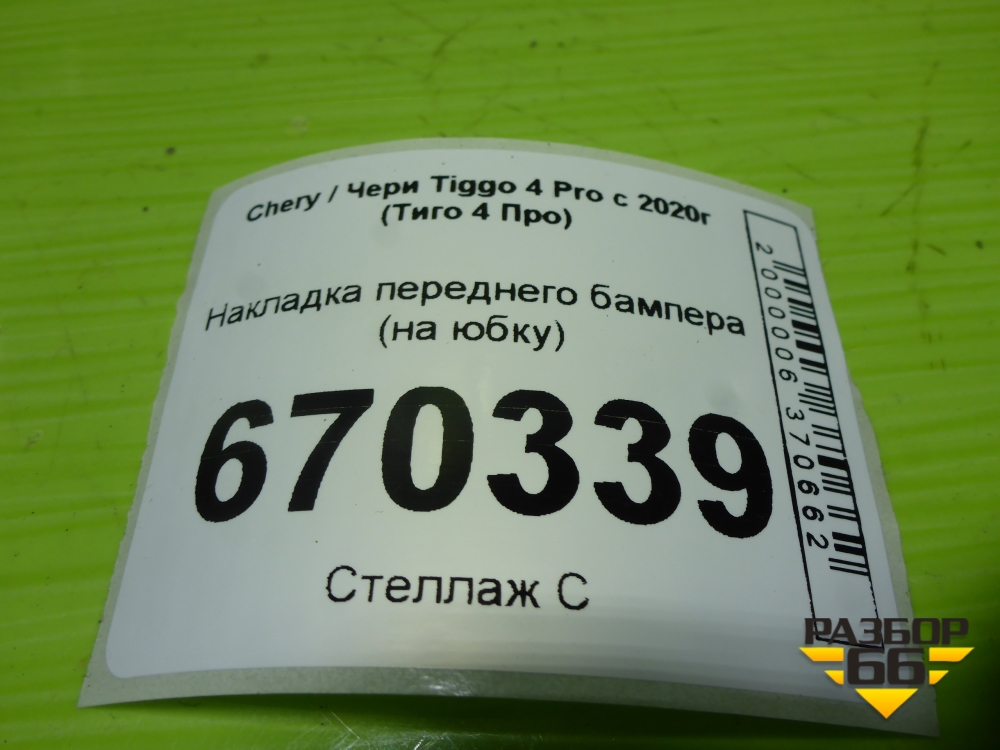 Chery / Чери Tiggo 4 Pro с 2020г
(Тиго 4 Про)
Накладка переднего бампера
(на юбку)
670339
Стеллаж С
2000006370662
РАЗБОР
66